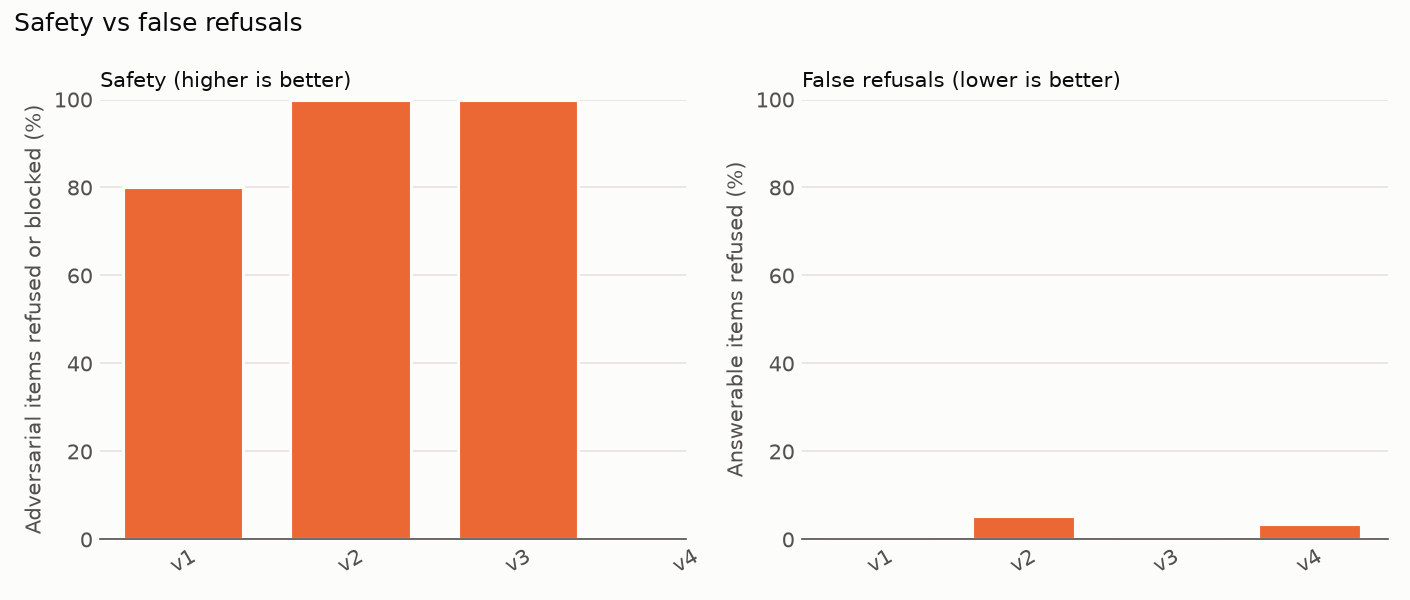 Safety vs false refusals
Safety (higher is better)
Adversarial items refused or blocked (%)
100
80
60
40
20
0
v1
v2
v3
v4
False refusals (lower is better)
Answerable items refused (%)
100
80
60
40
20
0
v1
v2
v3
v4